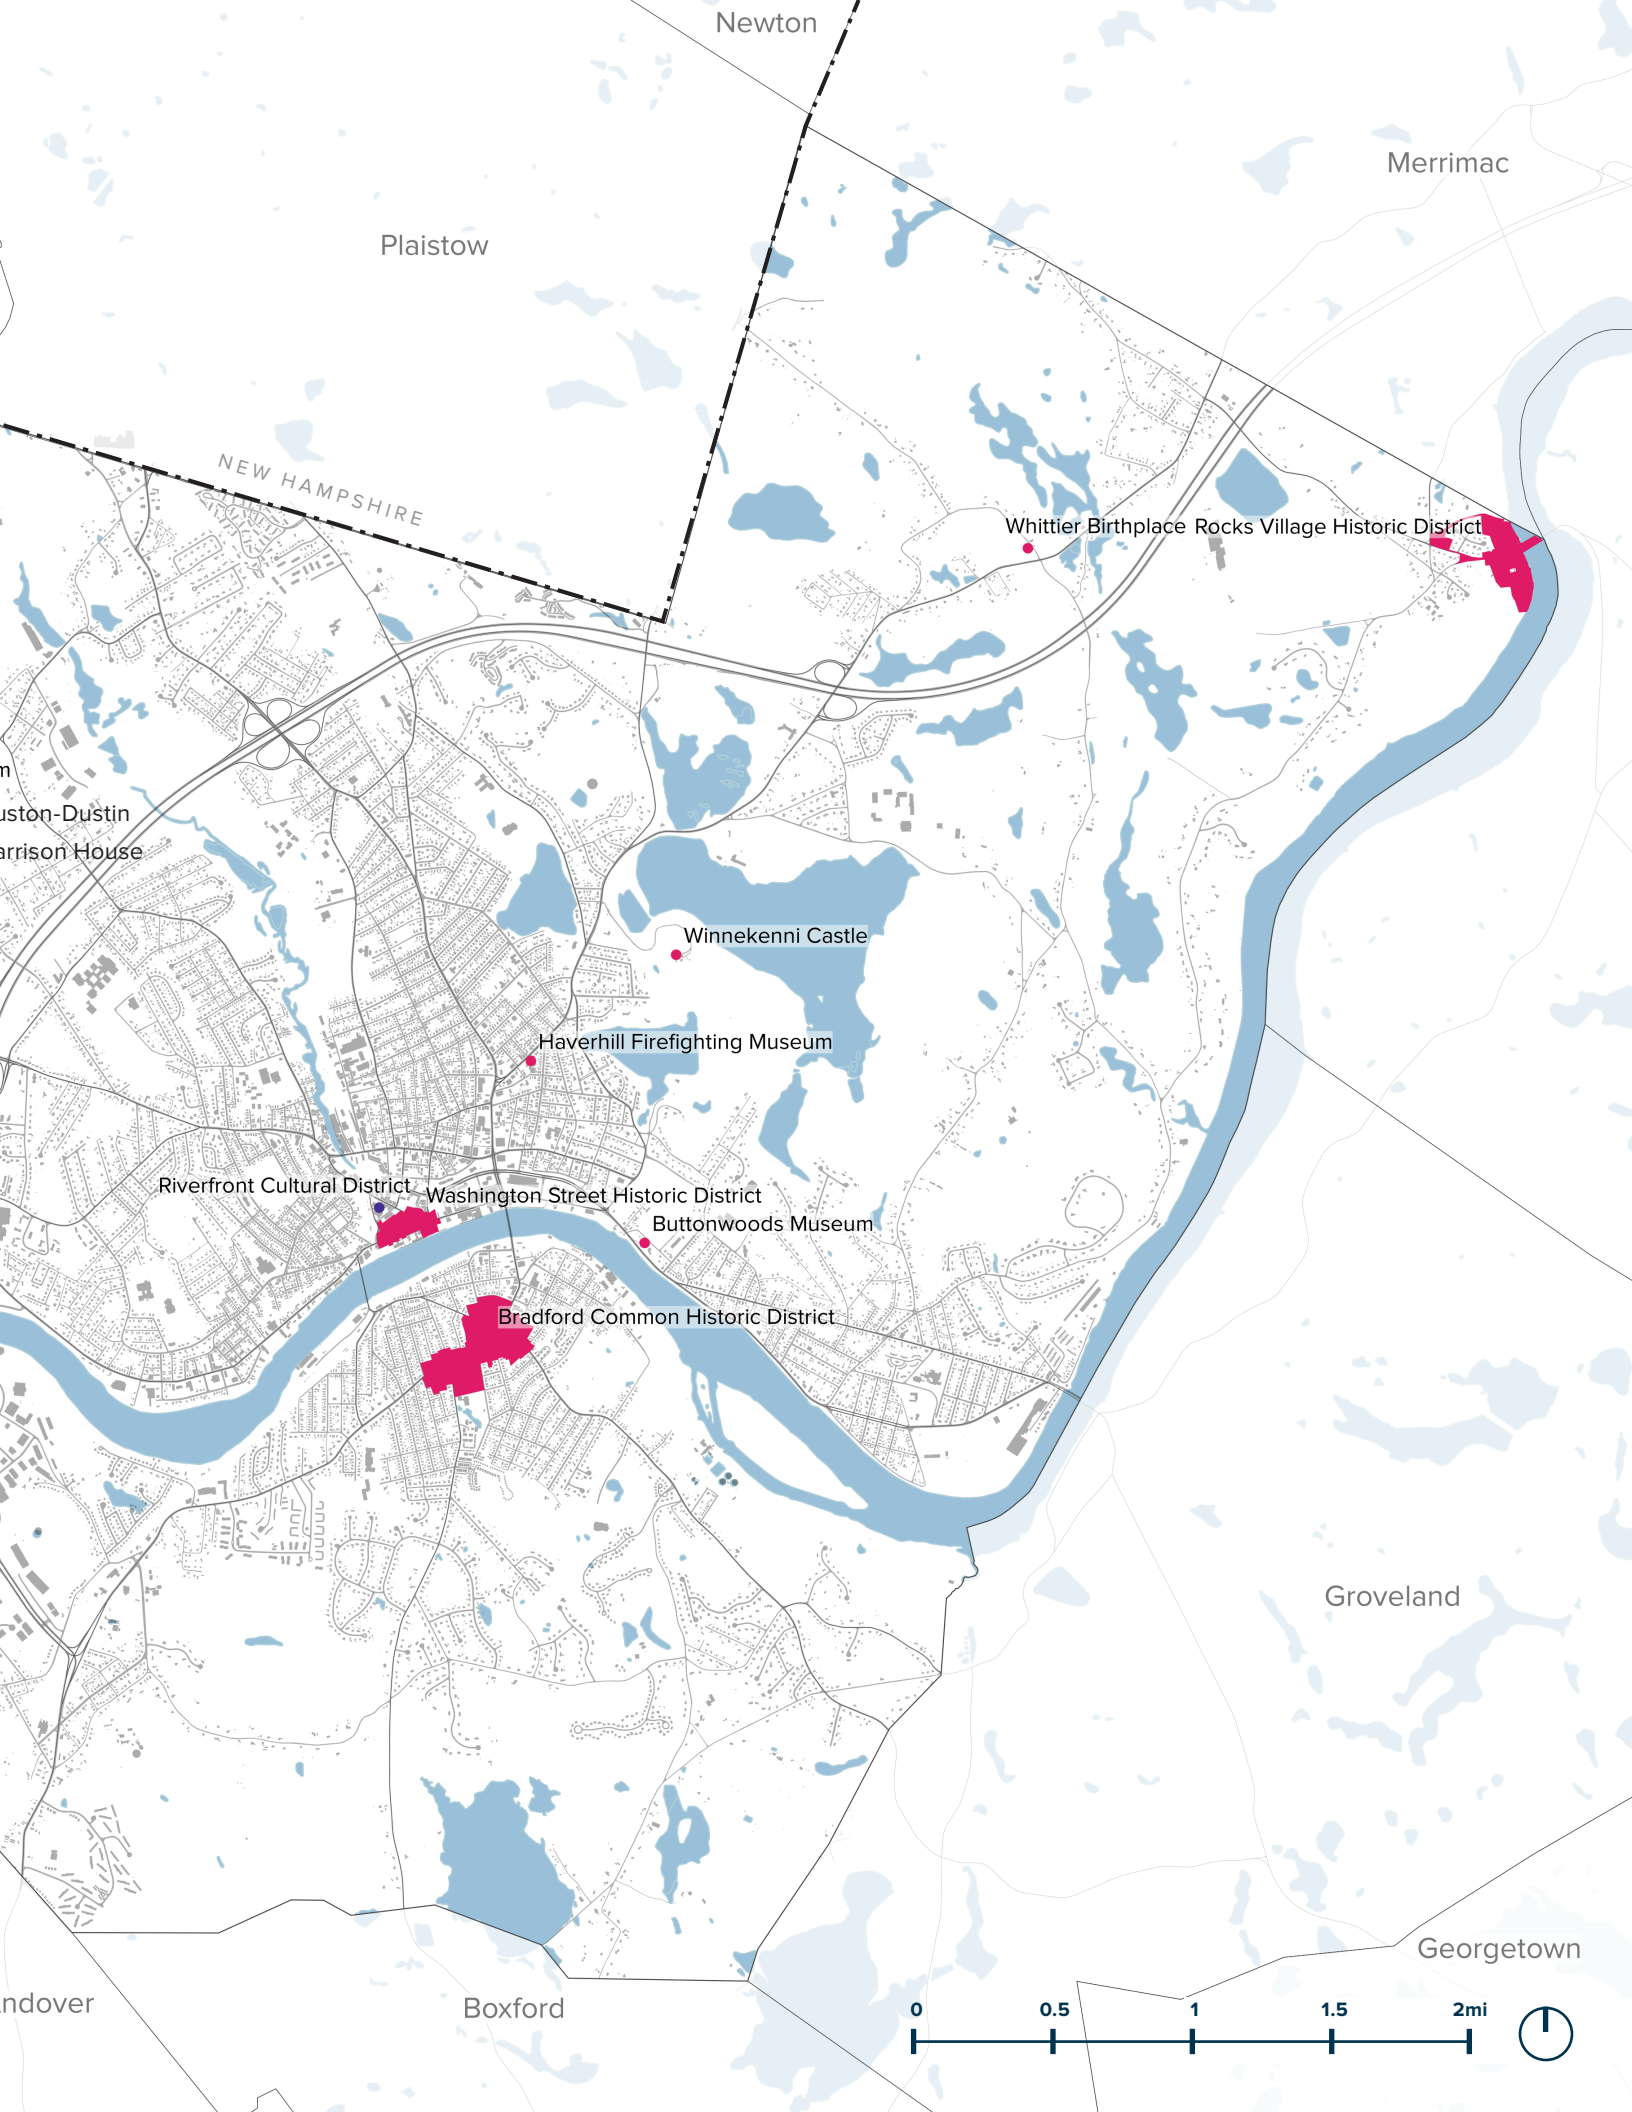 Newton
Merrimac
Plaistow
NEW HAMPSHIRE
Whittier Birthplace
Rocks Village Historic District
m
uston-Dustin
arrison House
Winnekenni Castle
Haverhill Firefighting Museum
Riverfront Cultural District
Washington Street Historic District
Buttonwoods Museum
Bradford Common Historic District
Groveland
Georgetown
ndover
Boxford
0 0.5 1 1.5 2mi